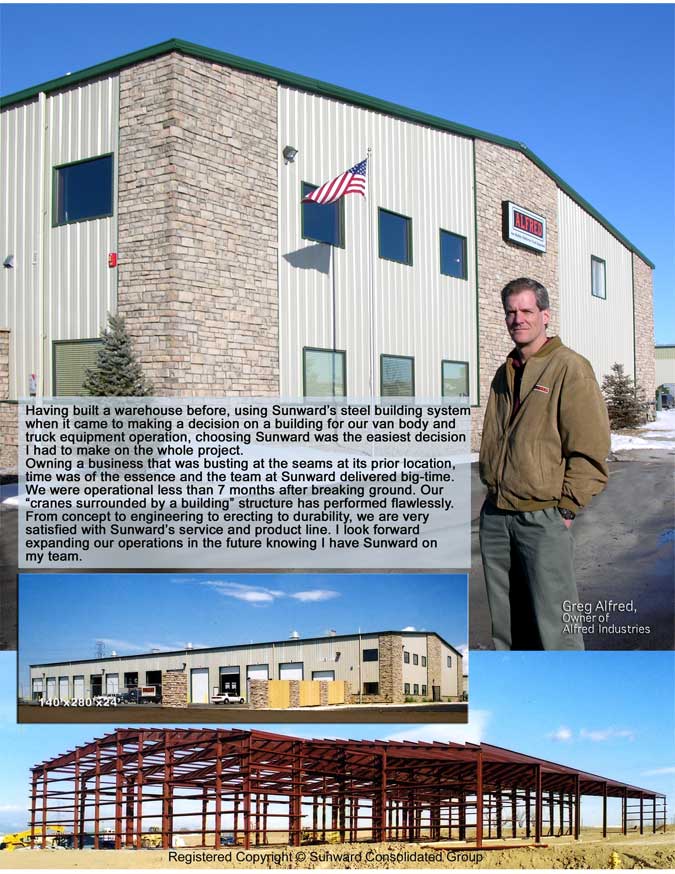 ALFRED
Having built a warehouse before, using Sunward's steel building system
when it came to making a decision on a building for our van body and
truck equipment operation, choosing Sunward was the easiest decision
I had to make on the whole project.
Owning a business that was busting at the seams at its prior location,
time was of the essence and the team at Sunward delivered big-time.
We were operational less than 7 months after breaking ground. Our
“cranes surrounded by a building” structure has performed flawlessly.
From concept to engineering to erecting to durability, we are very
satisfied with Sunward's service and product line. I look forward
expanding our operations in the future knowing I have Sunward on
my team.
Greg Alfred,
Owner of
Alfred Industries
140'x280'x24'
Registered Copyright © Sunward Consolidated Group